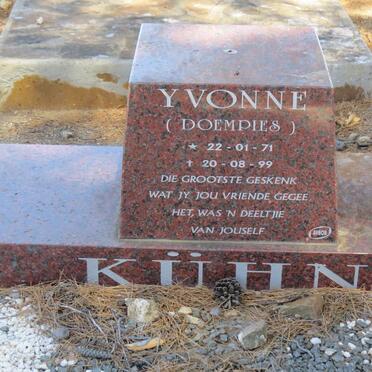 YVONNE
( DOEMPIES )
* 22-01-71
† 20-08-99
DIE GROOTSTE GESKENK
WAT JY JOU VRIENDE GEGEE
HET, WAS 'N DEELTJIE
VAN JOUSELF
KÜHN